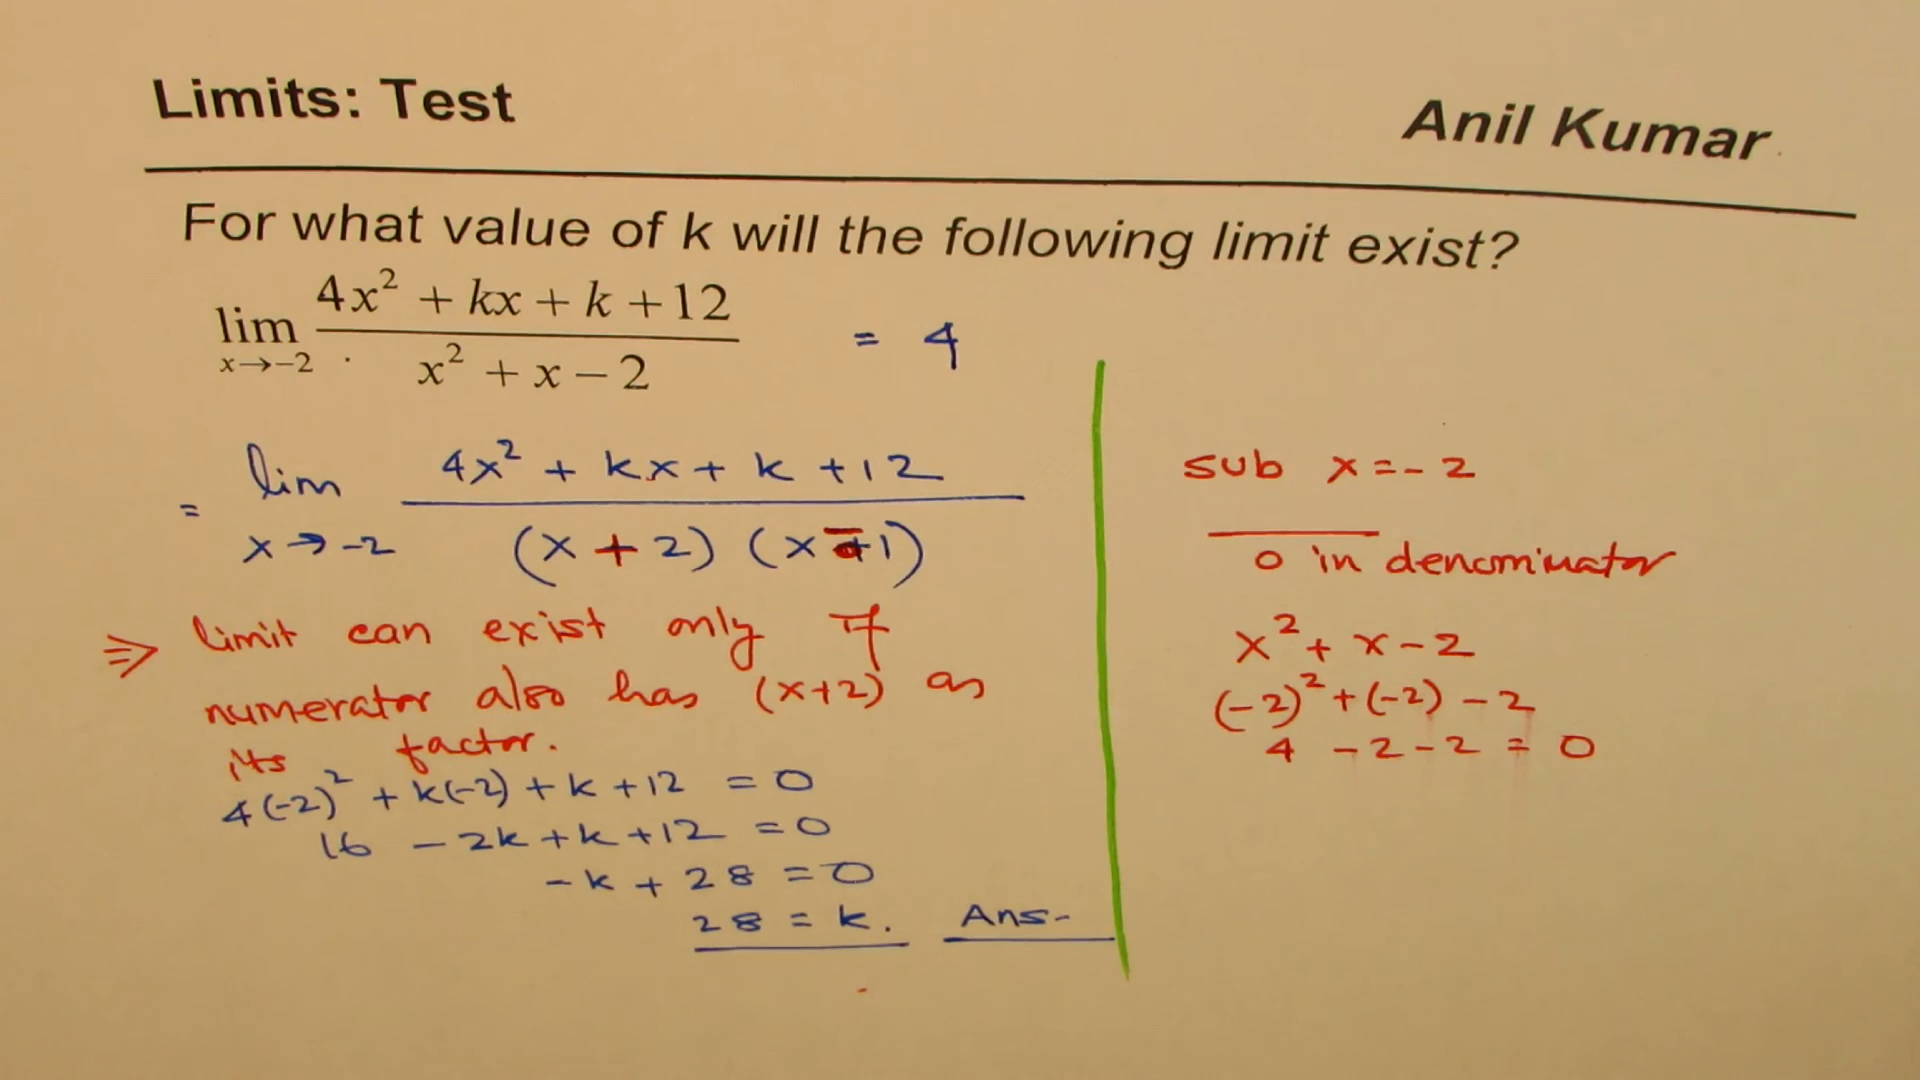 Limits: Test
Anil Kumar
For what value of k will the following limit exist?
lim x→-2 (4x² + kx + k + 12)/(x² + x − 2) = 4
= lim x→-2 (4x² + kx + k + 12)/((x + 2)(x − 1))
⇒ limit can exist only if
numerator also has (x+2) as
its factor.
4(-2)² + k(-2) + k + 12 = 0
16 - 2k + k + 12 = 0
-k + 28 = 0
28 = k. Ans-
sub x = -2
0 in denominator
x² + x - 2
(-2)² + (-2) - 2
4 - 2 - 2 = 0